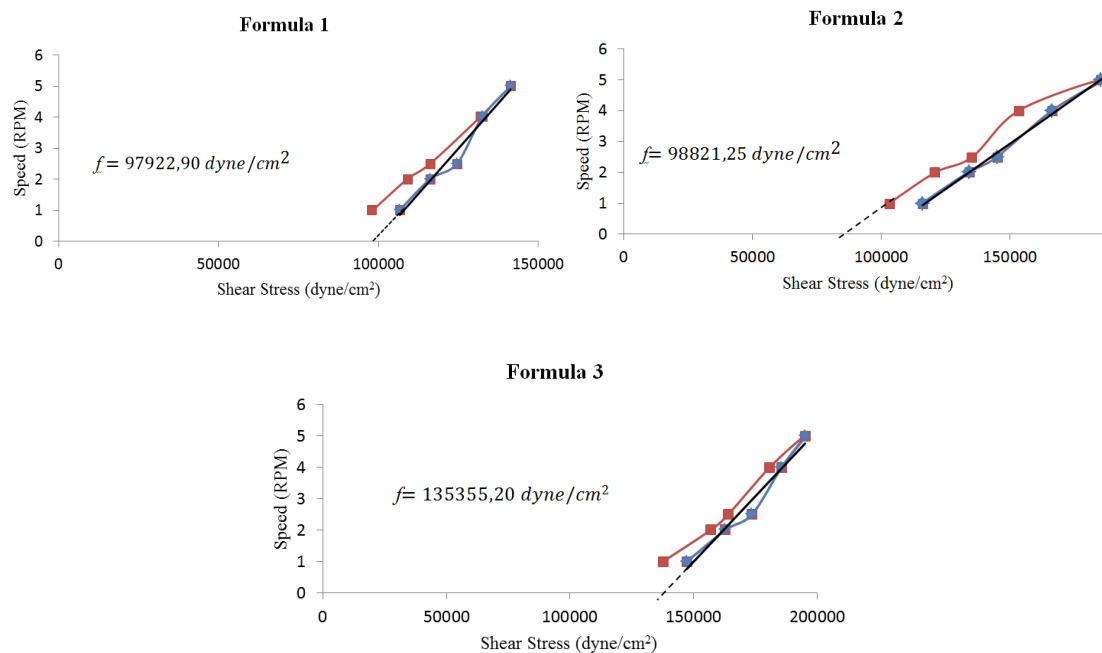 Formula 1
6
5
4
3
2
1
0
Speed (RPM)
f = 97922,90 dyne/cm²
0 50000 100000 150000
Shear Stress (dyne/cm²)
Formula 2
6
5
4
3
2
1
0
Speed (RPM)
f= 98821,25 dyne/cm²
0 50000 100000 150000
Shear Stress (dyne/cm²)
Formula 3
6
5
4
3
2
1
0
Speed (RPM)
f= 135355,20 dyne/cm²
0 50000 100000 150000 200000
Shear Stress (dyne/cm²)